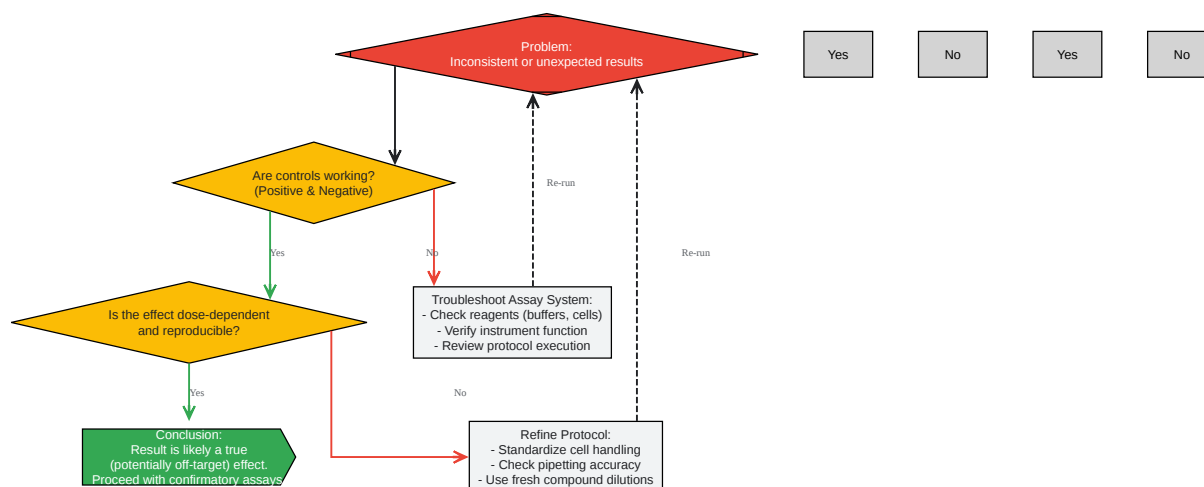 Problem:
Inconsistent or unexpected results
Yes
No
Yes
No
Are controls working?
(Positive & Negative)
Re-run
Yes
No
Re-run
Troubleshoot Assay System:
- Check reagents (buffers, cells)
- Verify instrument function
- Review protocol execution
Is the effect dose-dependent
and reproducible?
Yes
No
Conclusion:
Result is likely a true
(potentially off-target) effect.
Proceed with confirmatory assays
Refine Protocol:
- Standardize cell handling
- Check pipetting accuracy
- Use fresh compound dilutions